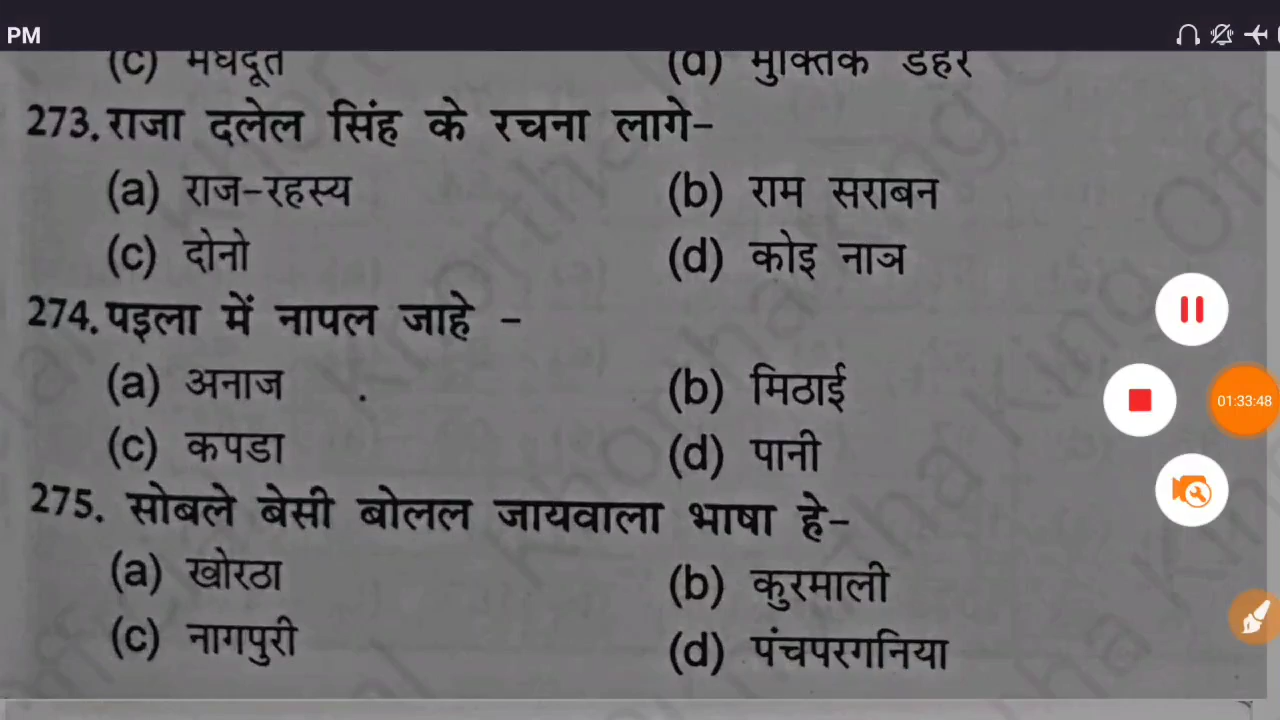 PM
(c) मेघदूत (d) मुक्तिक डहर
273. राजा दलेल सिंह के रचना लागे-
(a) राज-रहस्य (b) राम सराबन
(c) दोनो (d) कोइ नाञ
274. पइला में नापल जाहे -
(a) अनाज (b) मिठाई
(c) कपडा (d) पानी
275. सोबले बेसी बोलल जायवाला भाषा हे-
(a) खोरठा (b) कुरमाली
(c) नागपुरी (d) पंचपरगनिया
01:33:48